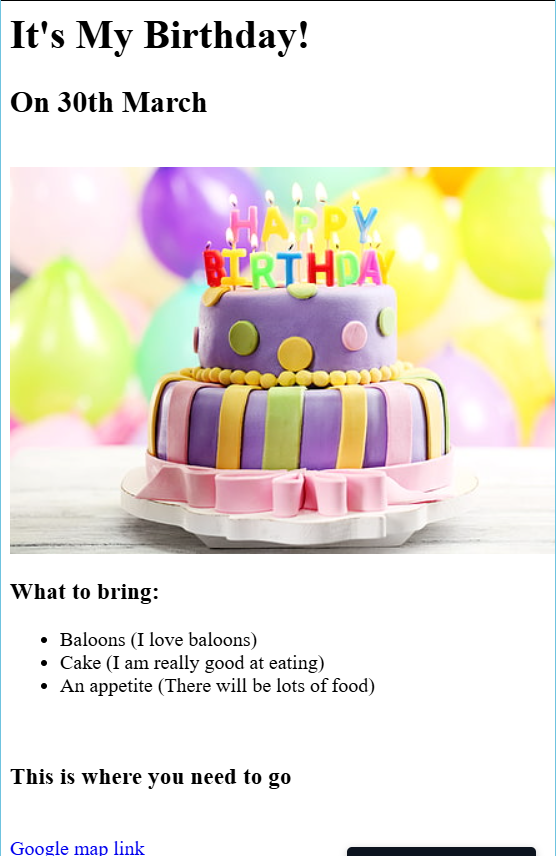 It's My Birthday!
On 30th March
HAPPY
BIRTHDAY
What to bring:
Baloons (I love baloons)
Cake (I am really good at eating)
An appetite (There will be lots of food)
This is where you need to go
Google map link